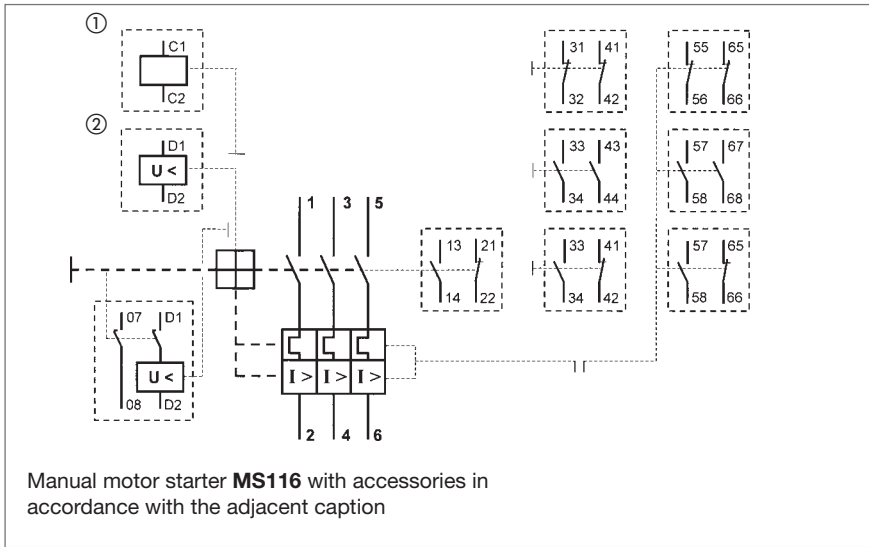 ①
C1
C2
②
D1
U <
D2
07
D1
U <
08
D2
1 3 5
I > I > I >
2 4 6
13 21
14 22
31 41
32 42
33 43
34 44
33 41
34 42
55 65
56 66
57 67
58 68
57 65
58 66
Manual motor starter MS116 with accessories in
accordance with the adjacent caption